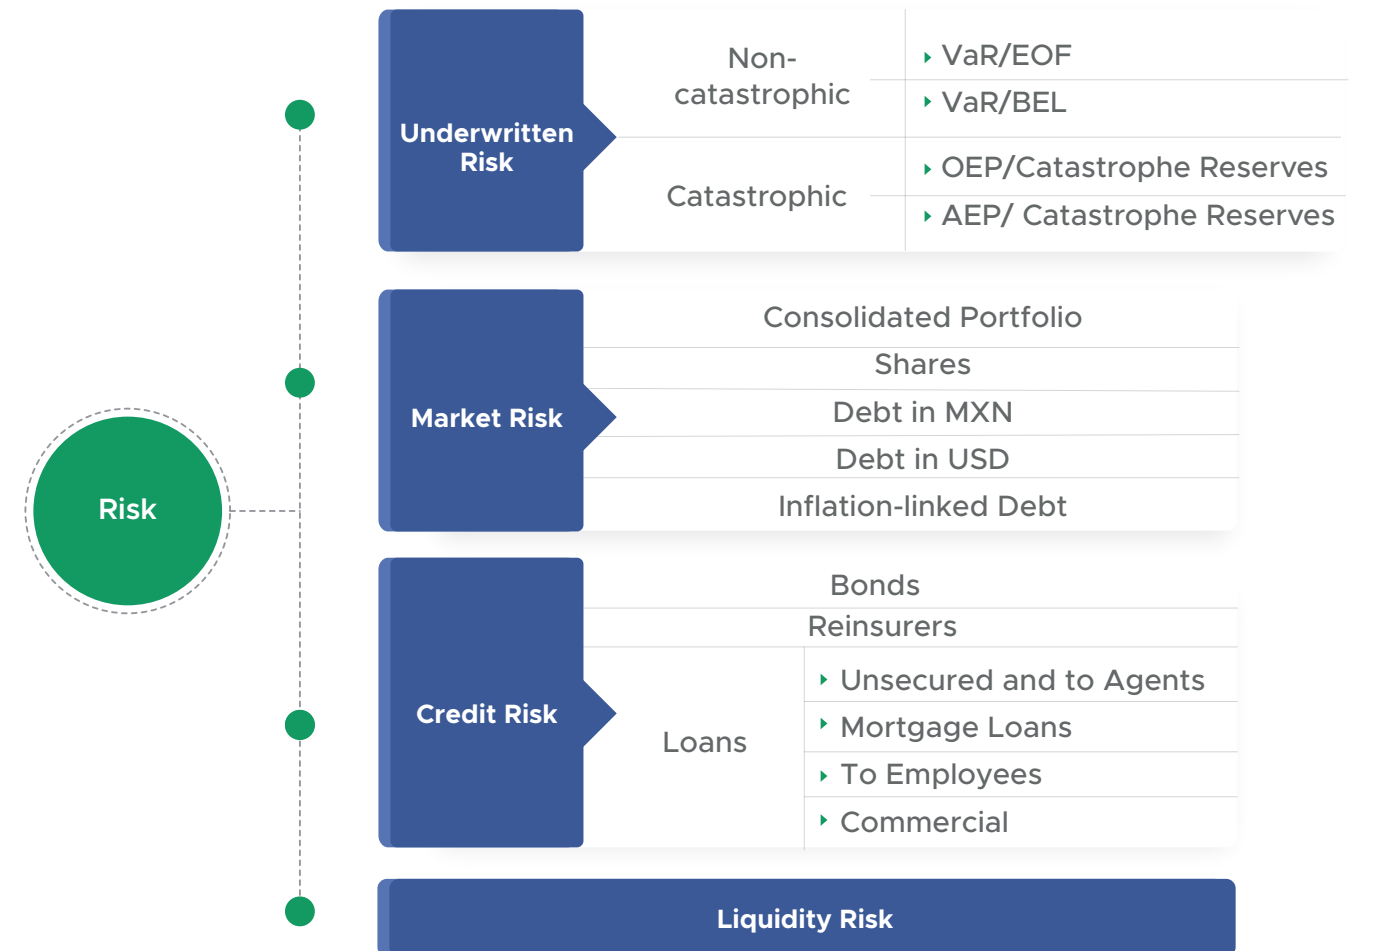 Risk
Underwritten
Risk
Non-
catastrophic
VaR/EOF
VaR/BEL
Catastrophic
OEP/Catastrophe Reserves
AEP/ Catastrophe Reserves
Market Risk
Consolidated Portfolio
Shares
Debt in MXN
Debt in USD
Inflation-linked Debt
Credit Risk
Bonds
Reinsurers
Loans
Unsecured and to Agents
Mortgage Loans
To Employees
Commercial
Liquidity Risk